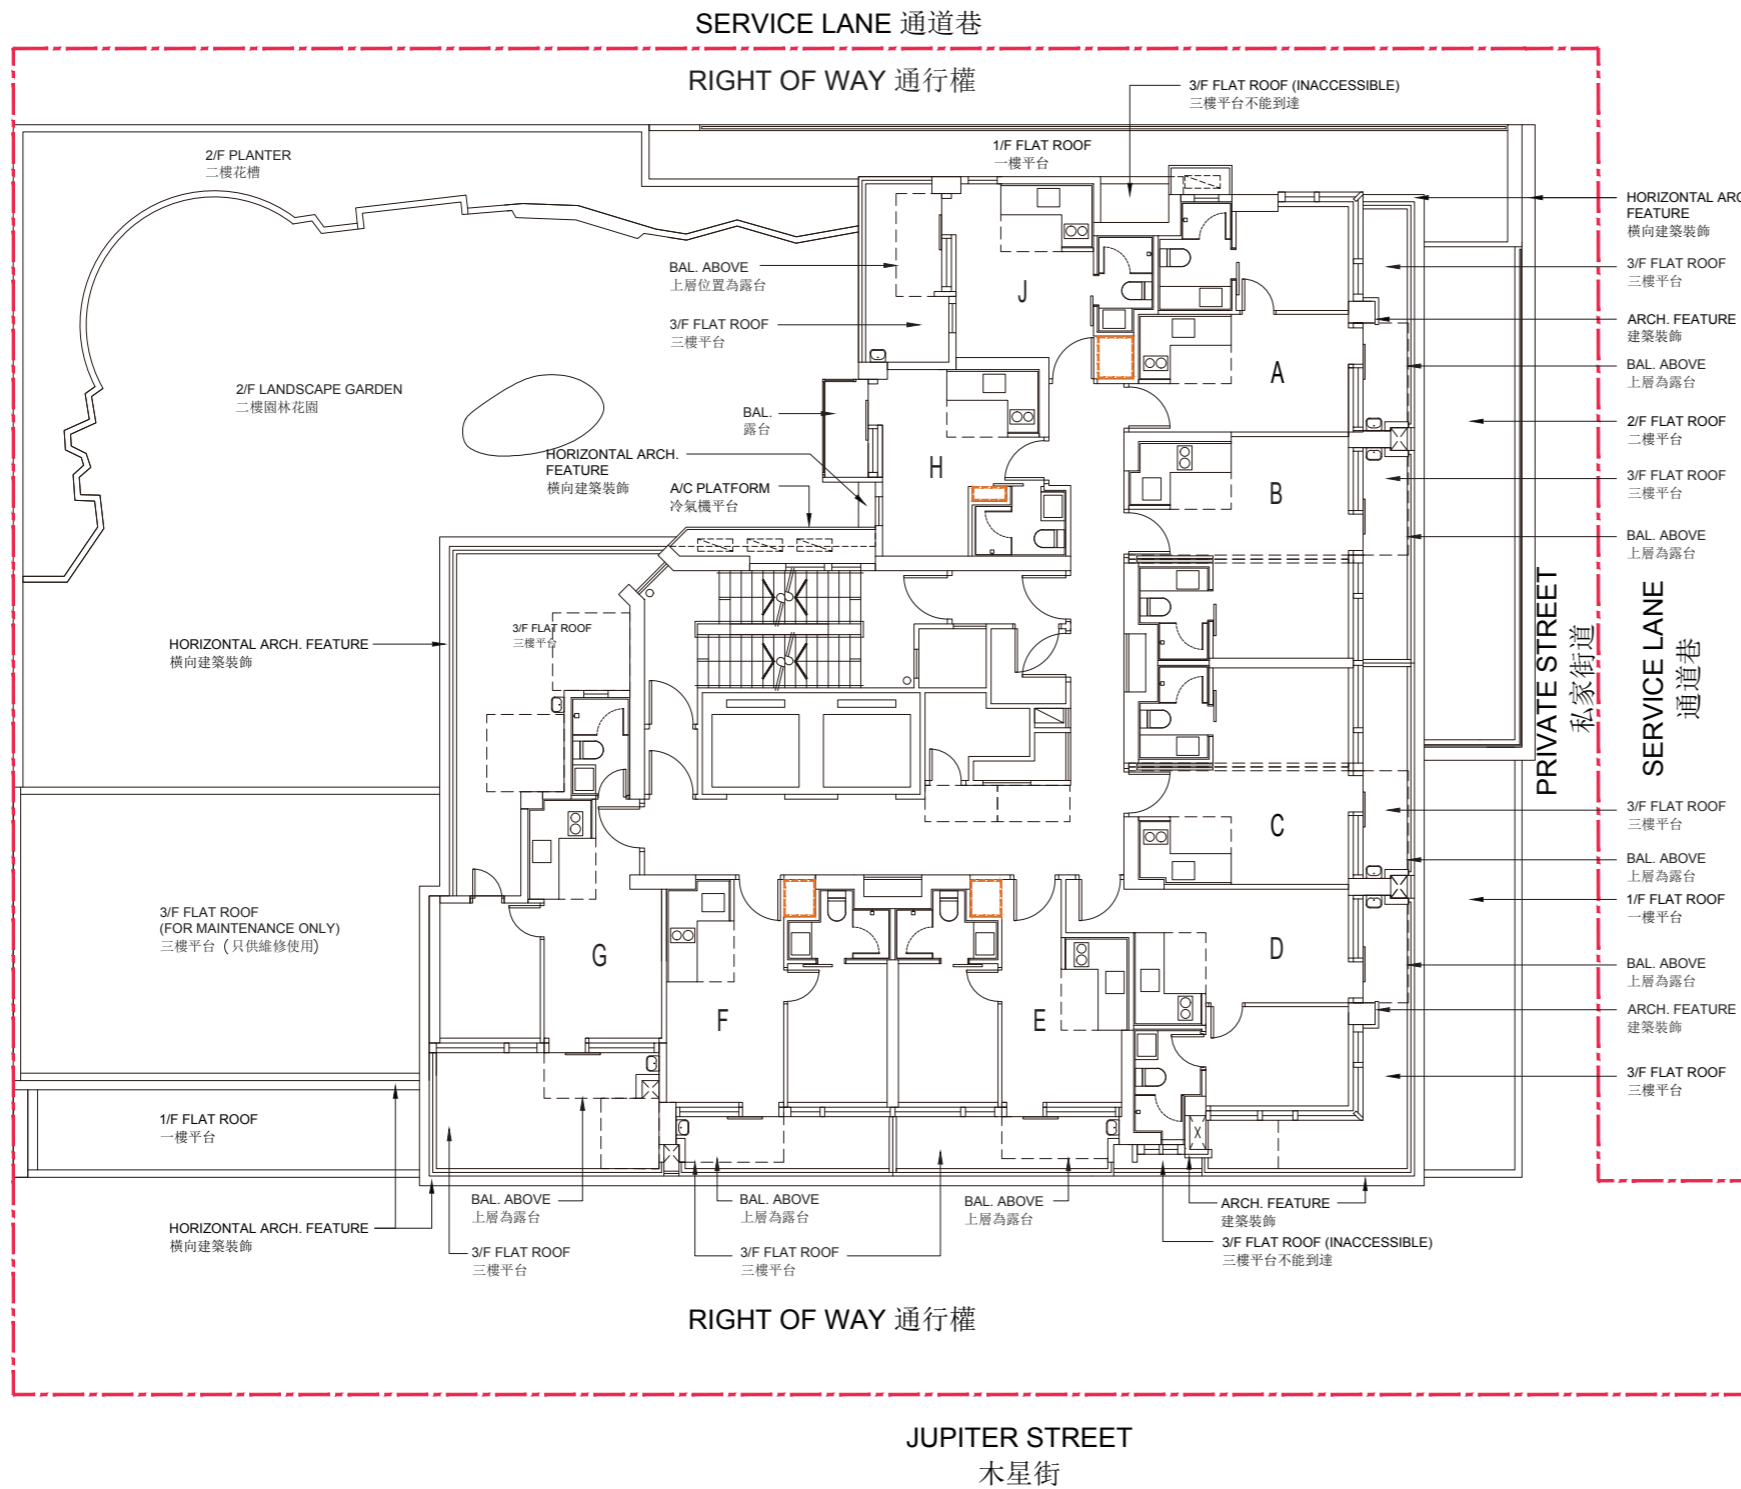 SERVICE LANE 通道巷
RIGHT OF WAY 通行權
3/F FLAT ROOF (INACCESSIBLE)
三樓平台不能到達
2/F PLANTER
二樓花槽
1/F FLAT ROOF
一樓平台
HORIZONTAL ARC
FEATURE
橫向建築裝飾
BAL. ABOVE
上層位置為露台
3/F FLAT ROOF
三樓平台
J
3/F FLAT ROOF
三樓平台
ARCH. FEATURE
建築裝飾
A
BAL. ABOVE
上層為露台
2/F LANDSCAPE GARDEN
二樓園林花園
BAL.
露台
2/F FLAT ROOF
二樓平台
HORIZONTAL ARCH.
FEATURE
橫向建築裝飾
H
A/C PLATFORM
冷氣機平台
B
3/F FLAT ROOF
三樓平台
BAL. ABOVE
上層為露台
PRIVATE STREET
私家街道
SERVICE LANE
通道巷
3/F FLAT ROOF
三樓平台
HORIZONTAL ARCH. FEATURE
橫向建築裝飾
C
3/F FLAT ROOF
三樓平台
BAL. ABOVE
上層為露台
3/F FLAT ROOF
(FOR MAINTENANCE ONLY)
三樓平台 (只供維修使用)
1/F FLAT ROOF
一樓平台
G
D
BAL. ABOVE
上層為露台
F
E
ARCH. FEATURE
建築裝飾
3/F FLAT ROOF
三樓平台
1/F FLAT ROOF
一樓平台
X
BAL. ABOVE
上層為露台
BAL. ABOVE
上層為露台
BAL. ABOVE
上層為露台
ARCH. FEATURE
建築裝飾
HORIZONTAL ARCH. FEATURE
橫向建築裝飾
3/F FLAT ROOF
三樓平台
3/F FLAT ROOF
三樓平台
3/F FLAT ROOF (INACCESSIBLE)
三樓平台不能到達
RIGHT OF WAY 通行權
JUPITER STREET
木星街